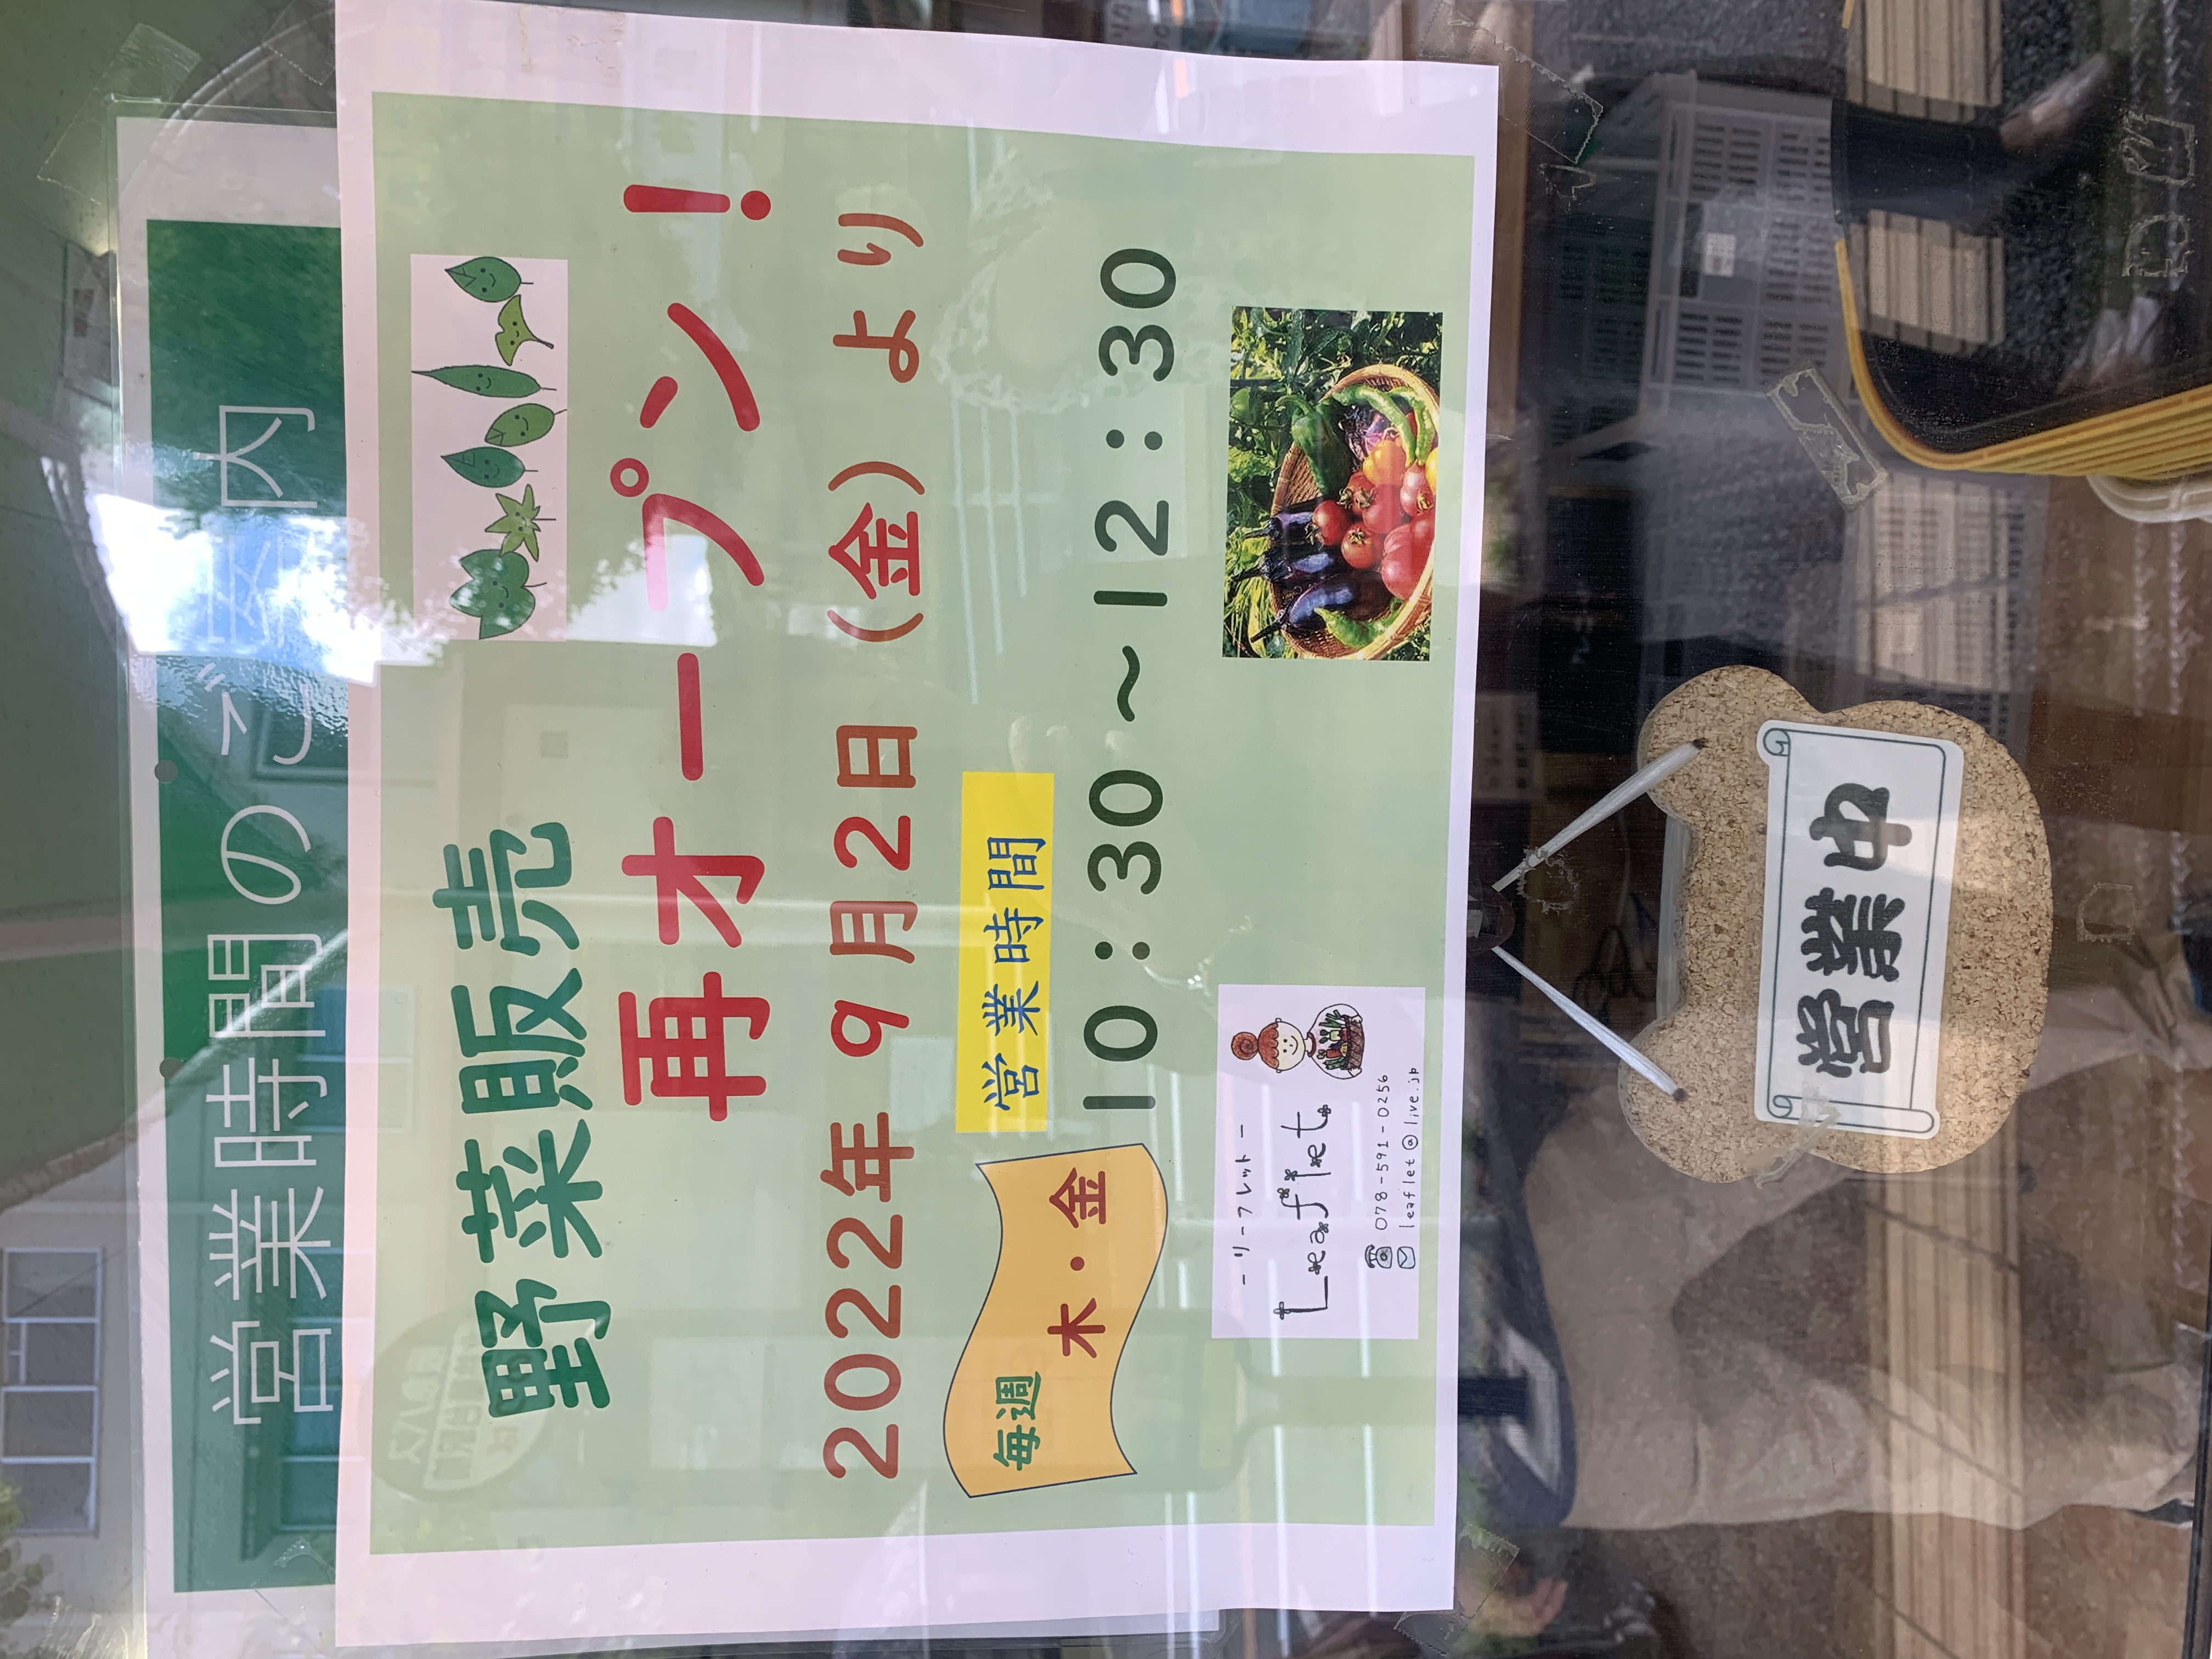 営業時間のご案内
野菜販売
再オープン!
2022年 9月2日(金) より
毎週
木・金
営業時間
10:30~12:30
-リーフレット-
Leaflet
078-591-0256
leaflet@live.jp
営業中